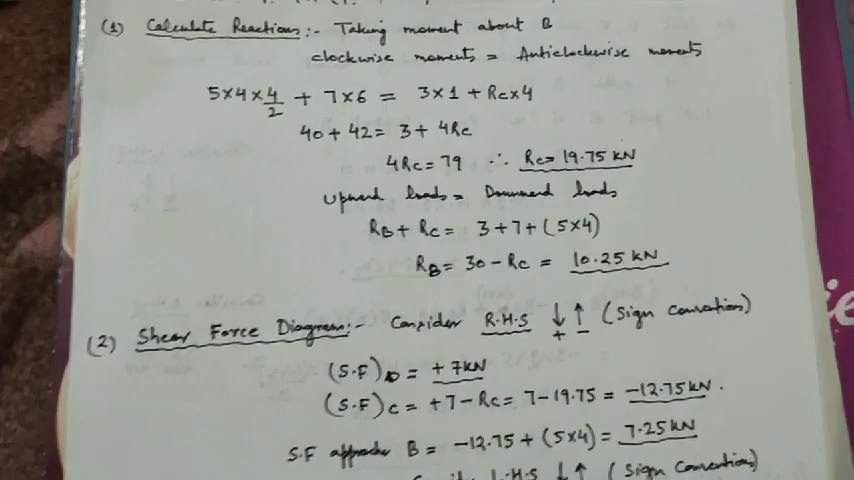 (1) Calculate Reactions:- Taking moment about B
clockwise moments = Anticlockwise moments
5×4×4/2 + 7×6 = 3×1 + Rc×4
40+42 = 3+4Rc
4Rc = 79 ∴ Rc = 19.75 kN
Upward loads = Downward loads
RB + Rc = 3+7+(5×4)
RB = 30 - Rc = 10.25 kN
(2) Shear Force Diagram:- Consider R.H.S ↓ ↑ (Sign Convention)
+ −
(S.F)D = +7kN
(S.F)C = +7-Rc = 7-19.75 = -12.75 kN.
S.F approaches B = -12.75 + (5×4) = 7.25 kN
L.H.S ↓ ↑ (Sign Convention)